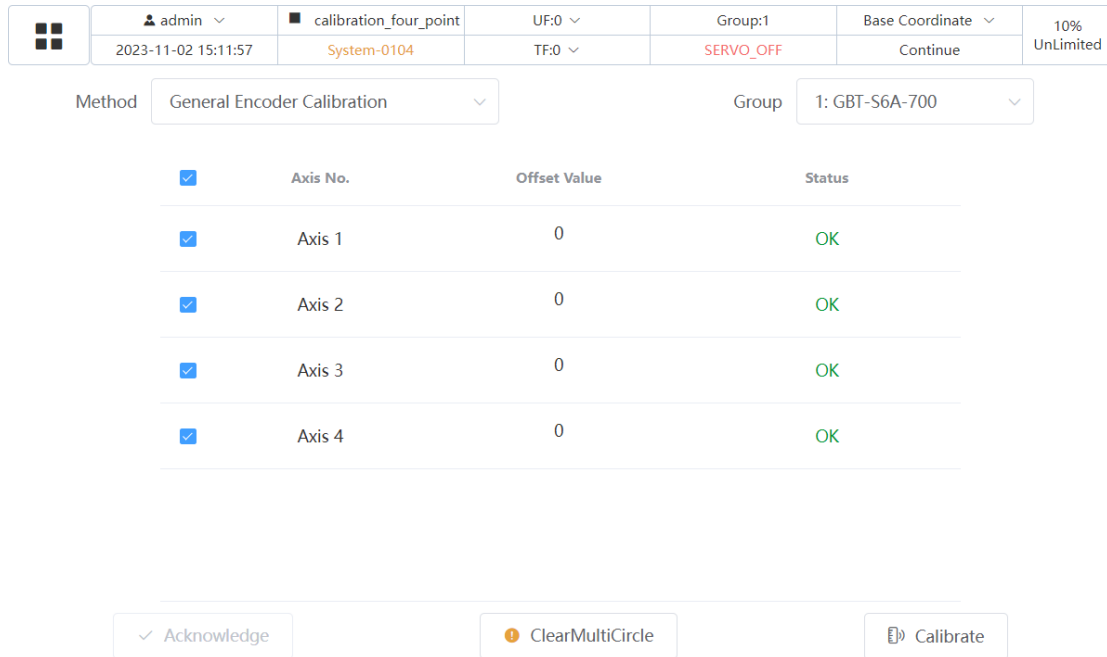 admin calibration_four_point UF:0 Group:1 Base Coordinate 10%
2023-11-02 15:11:57 System-0104 TF:0 SERVO_OFF Continue UnLimited
Method General Encoder Calibration Group 1: GBT-S6A-700
Axis No. Offset Value Status
Axis 1 0 OK
Axis 2 0 OK
Axis 3 0 OK
Axis 4 0 OK
Acknowledge ClearMultiCircle Calibrate